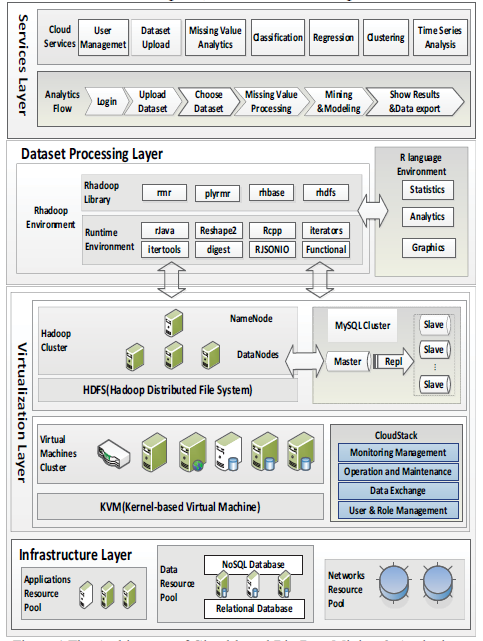 Services Layer
Cloud Services
User Managemet
Dataset Upload
Missing Value Analytics
Classification
Regression
Clustering
Time Series Analysis
Analytics Flow
Login
Upload Dataset
Choose Dataset
Missing Value Processing
Mining &Modeling
Show Results &Data export
Dataset Processing Layer
Rhadoop Environment
Rhadoop Library
rmr
plyrmr
rhbase
rhdfs
Runtime Environment
rJava
Reshape2
Rcpp
iterators
itertools
digest
RJSONIO
Functional
R language Environment
Statistics
Analytics
Graphics
Virtualization Layer
Hadoop Cluster
NameNode
DataNodes
HDFS(Hadoop Distributed File System)
MySQL Cluster
Master
Repl
Slave
Slave
Slave
Virtual Machines Cluster
KVM(Kernel-based Virtual Machine)
CloudStack
Monitoring Management
Operation and Maintenance
Data Exchange
User & Role Management
Infrastructure Layer
Applications Resource Pool
Data Resource Pool
NoSQL Database
Relational Database
Networks Resource Pool